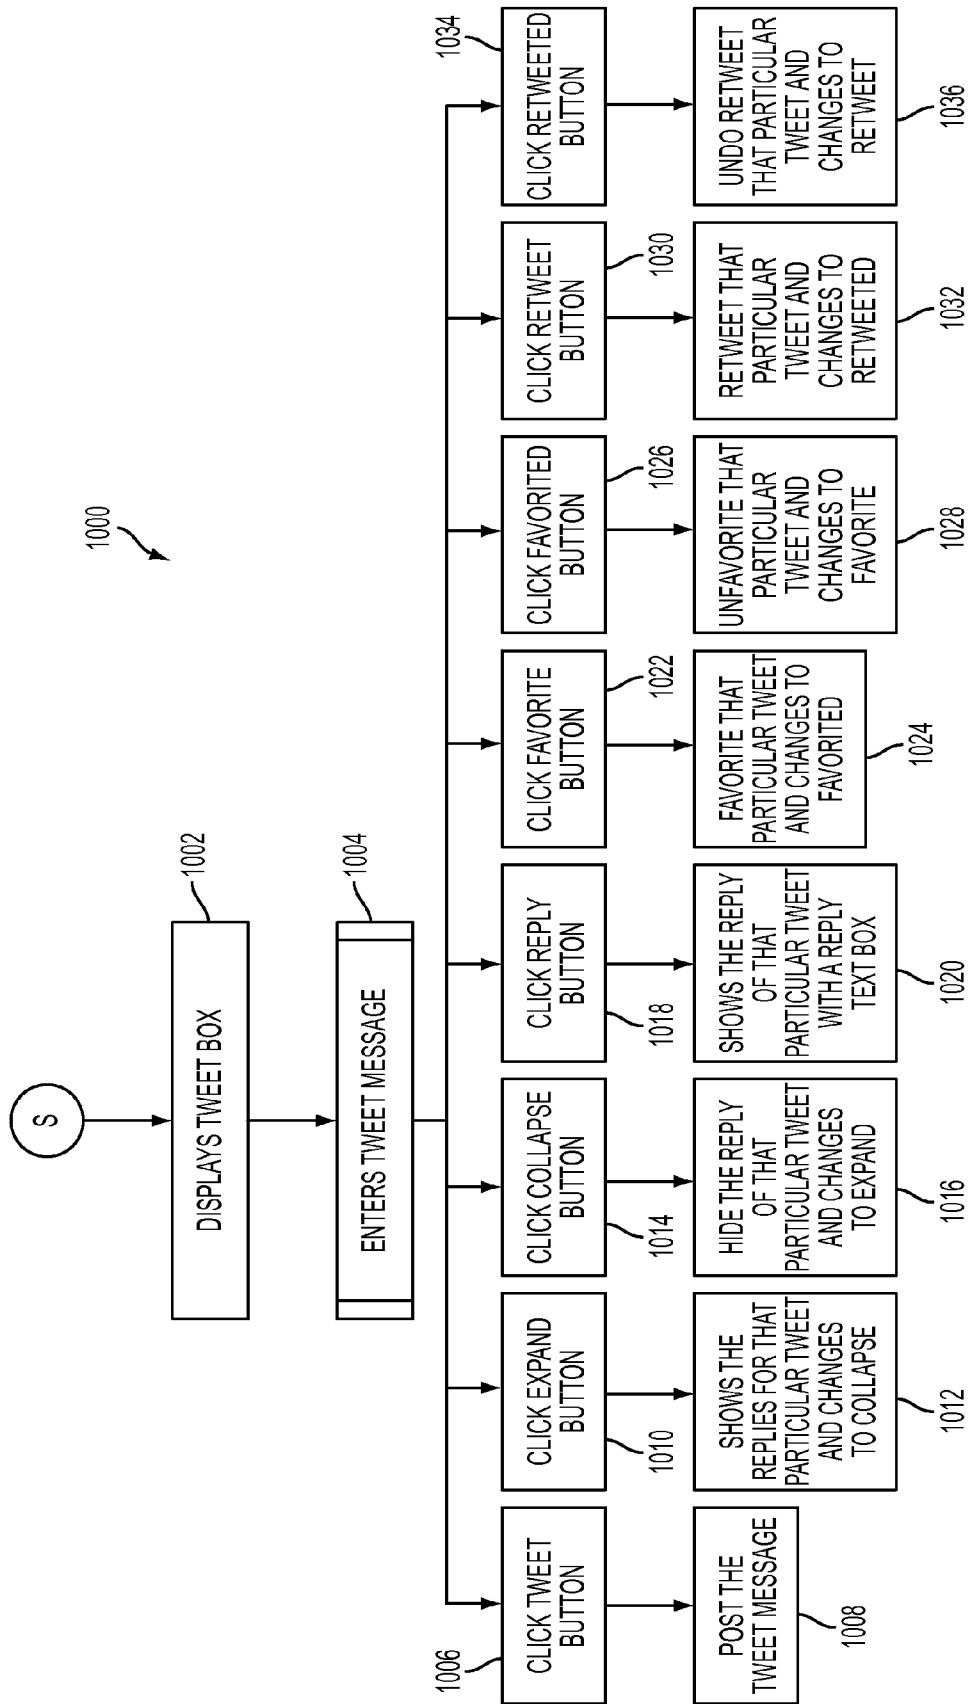 1000
S
DISPLAYS TWEET BOX
1002
ENTERS TWEET MESSAGE
1004
CLICK TWEET
BUTTON
1006
POST THE
TWEET MESSAGE
1008
CLICK EXPAND
BUTTON
1010
SHOWS THE
REPLIES FOR THAT
PARTICULAR TWEET
AND CHANGES
TO COLLAPSE
1012
CLICK COLLAPSE
BUTTON
1014
HIDE THE REPLY
OF THAT
PARTICULAR TWEET
AND CHANGES
TO EXPAND
1016
CLICK REPLY
BUTTON
1018
SHOWS THE REPLY
OF THAT
PARTICULAR TWEET
WITH A REPLY
TEXT BOX
1020
CLICK FAVORITE
BUTTON
1022
FAVORITE THAT
PARTICULAR TWEET
AND CHANGES TO
FAVORITED
1024
CLICK FAVORITED
BUTTON
1026
UNFAVORITE THAT
PARTICULAR
TWEET AND
CHANGES TO
FAVORITE
1028
CLICK RETWEET
BUTTON
1030
RETWEET THAT
PARTICULAR
TWEET AND
CHANGES TO
RETWEETED
1032
CLICK RETWEETED
BUTTON
1034
UNDO RETWEET
THAT PARTICULAR
TWEET AND
CHANGES TO
RETWEET
1036